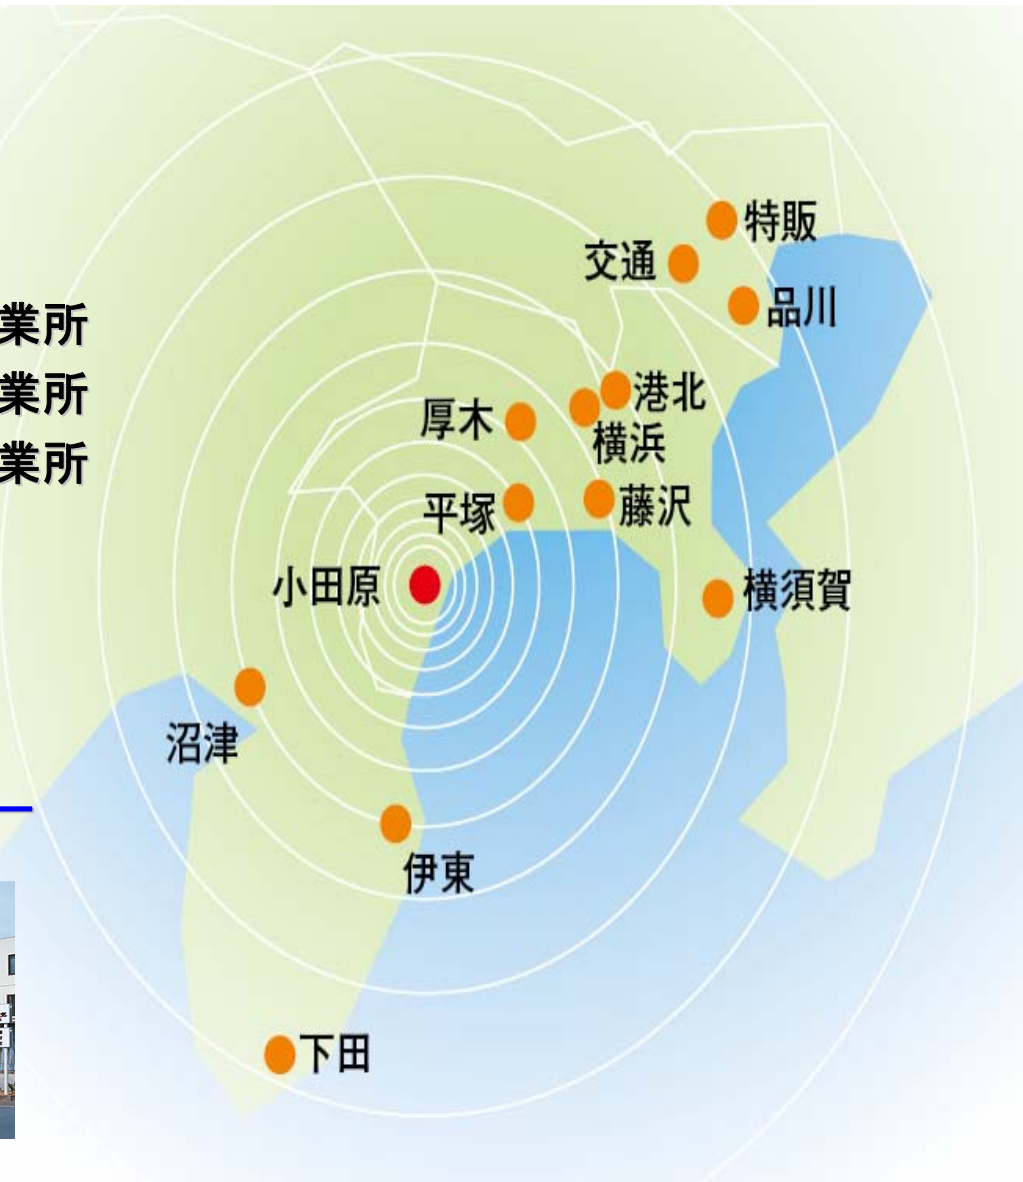 業所
業所
業所
特販
交通
品川
港北
厚木
横浜
平塚
藤沢
小田原
横須賀
沼津
伊東
下田